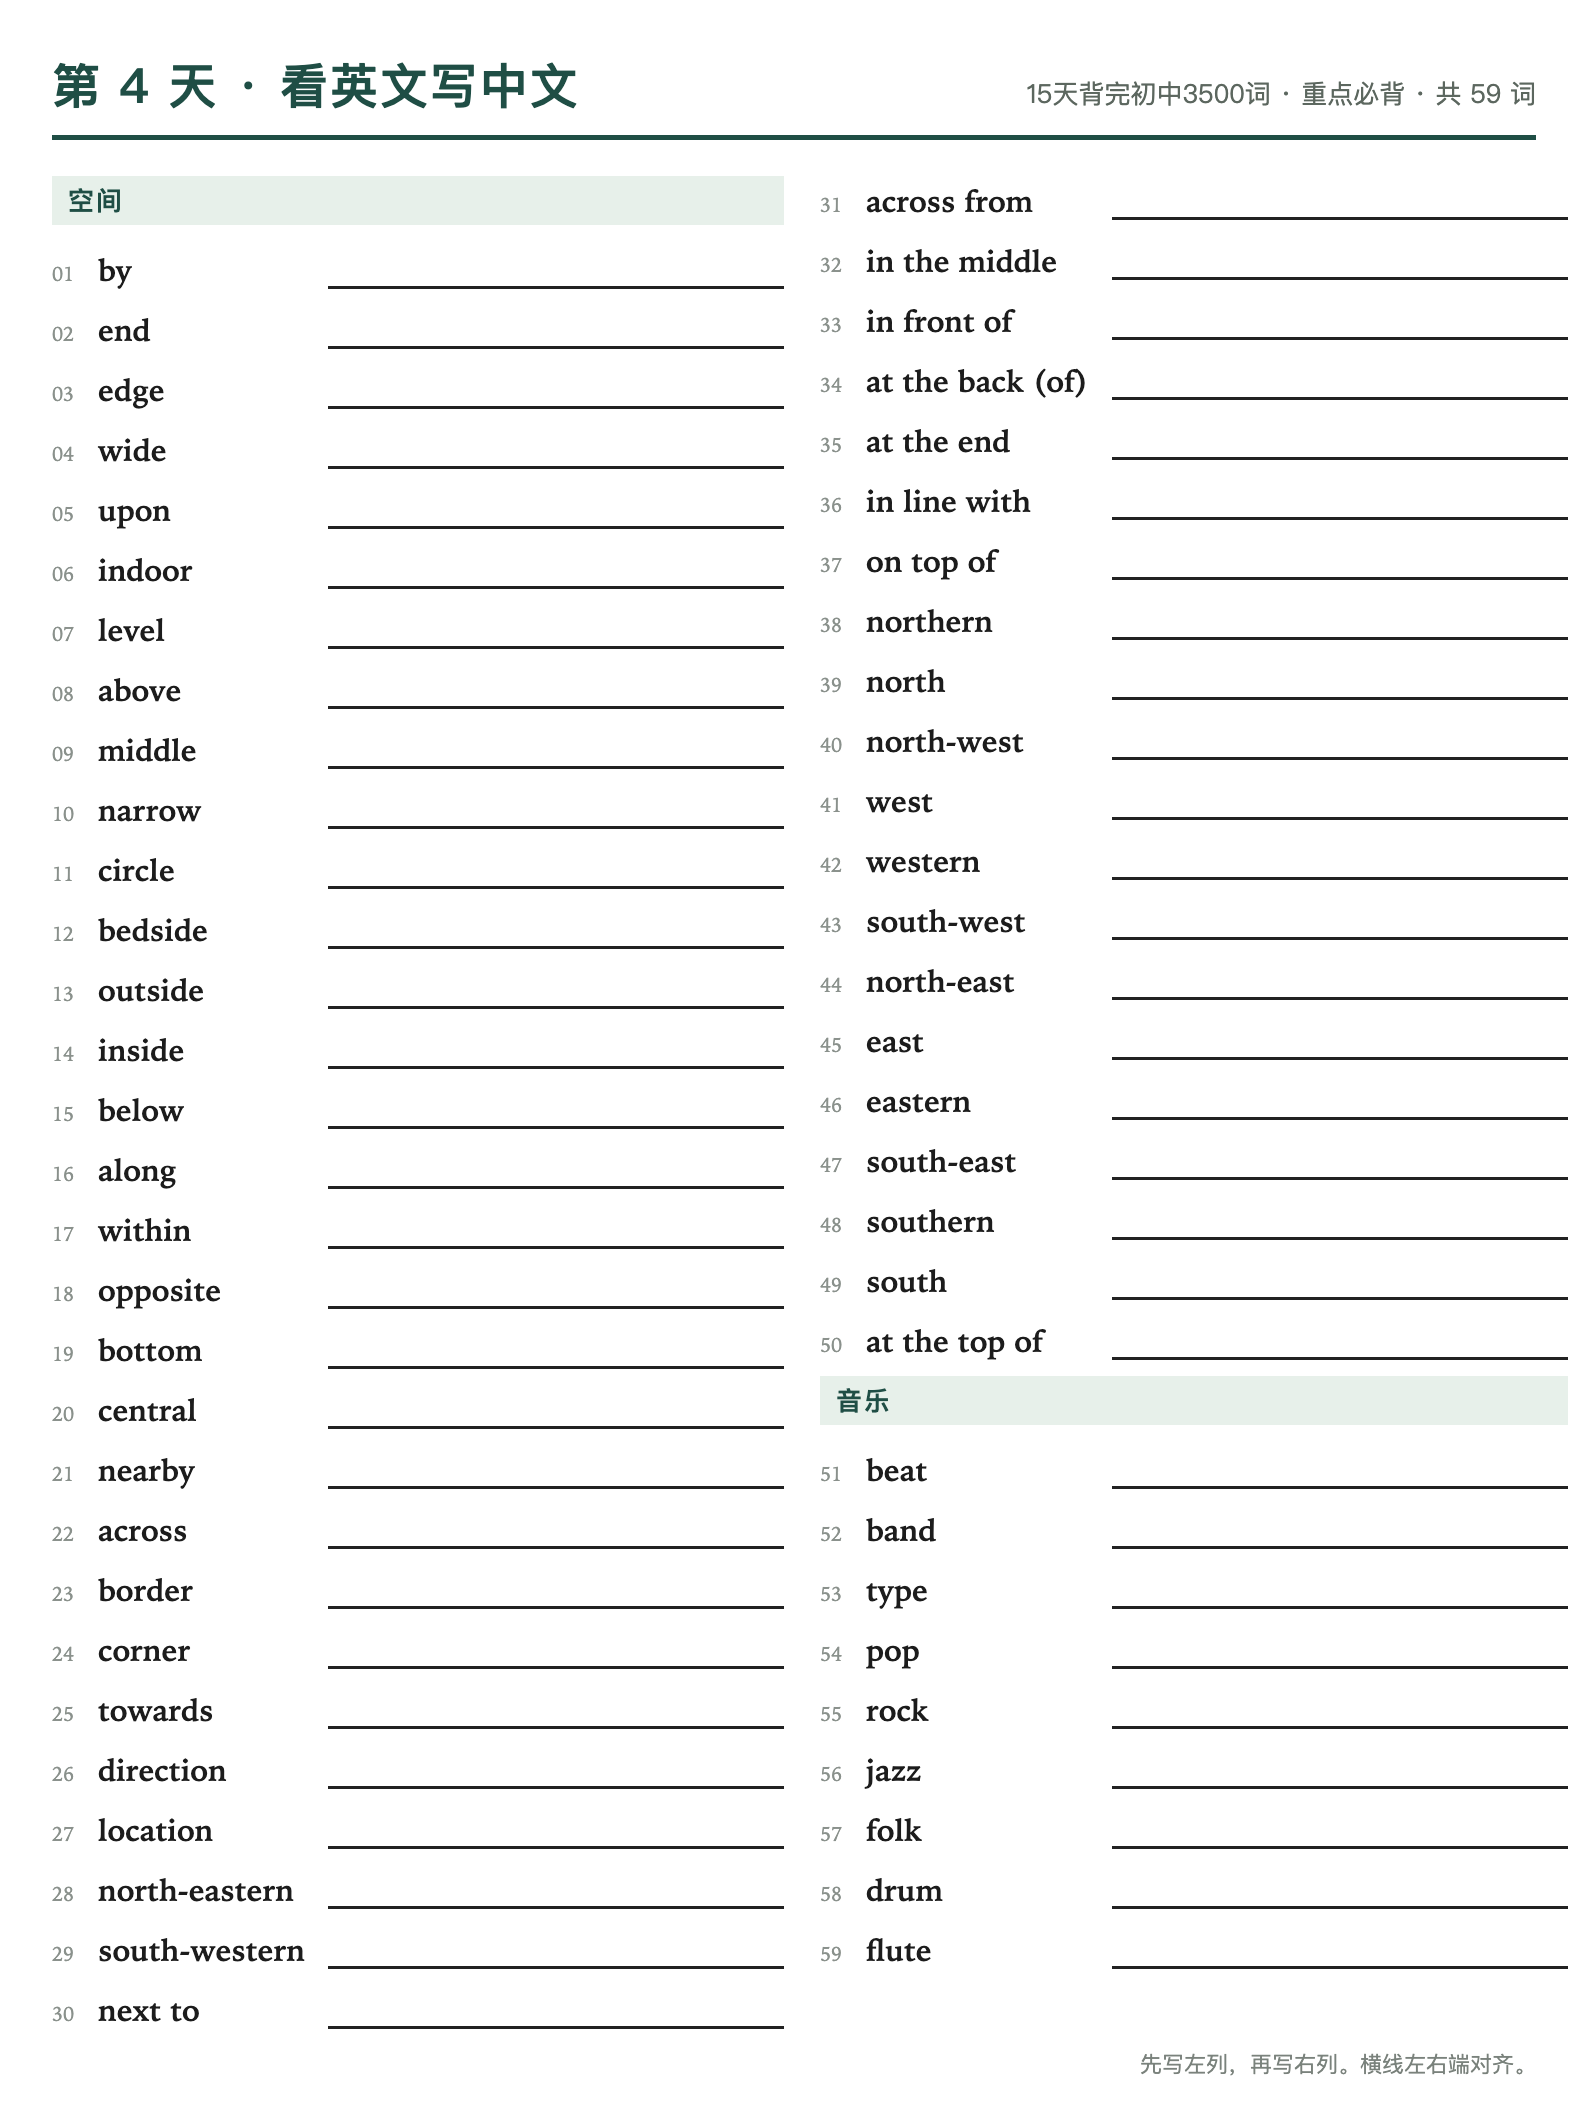 第 4 天 · 看英文写中文
15天背完初中3500词 · 重点必背 · 共 59 词
空间
01 by
02 end
03 edge
04 wide
05 upon
06 indoor
07 level
08 above
09 middle
10 narrow
11 circle
12 bedside
13 outside
14 inside
15 below
16 along
17 within
18 opposite
19 bottom
20 central
21 nearby
22 across
23 border
24 corner
25 towards
26 direction
27 location
28 north-eastern
29 south-western
30 next to
31 across from
32 in the middle
33 in front of
34 at the back (of)
35 at the end
36 in line with
37 on top of
38 northern
39 north
40 north-west
41 west
42 western
43 south-west
44 north-east
45 east
46 eastern
47 south-east
48 southern
49 south
50 at the top of
音乐
51 beat
52 band
53 type
54 pop
55 rock
56 jazz
57 folk
58 drum
59 flute
先写左列，再写右列。横线左右端对齐。